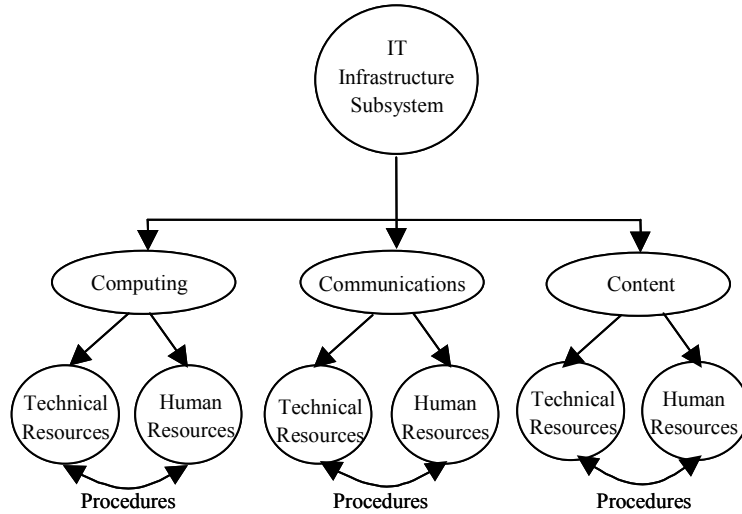 IT
Infrastructure
Subsystem
Computing
Communications
Content
Technical
Resources
Human
Resources
Technical
Resources
Human
Resources
Technical
Resources
Human
Resources
Procedures
Procedures
Procedures